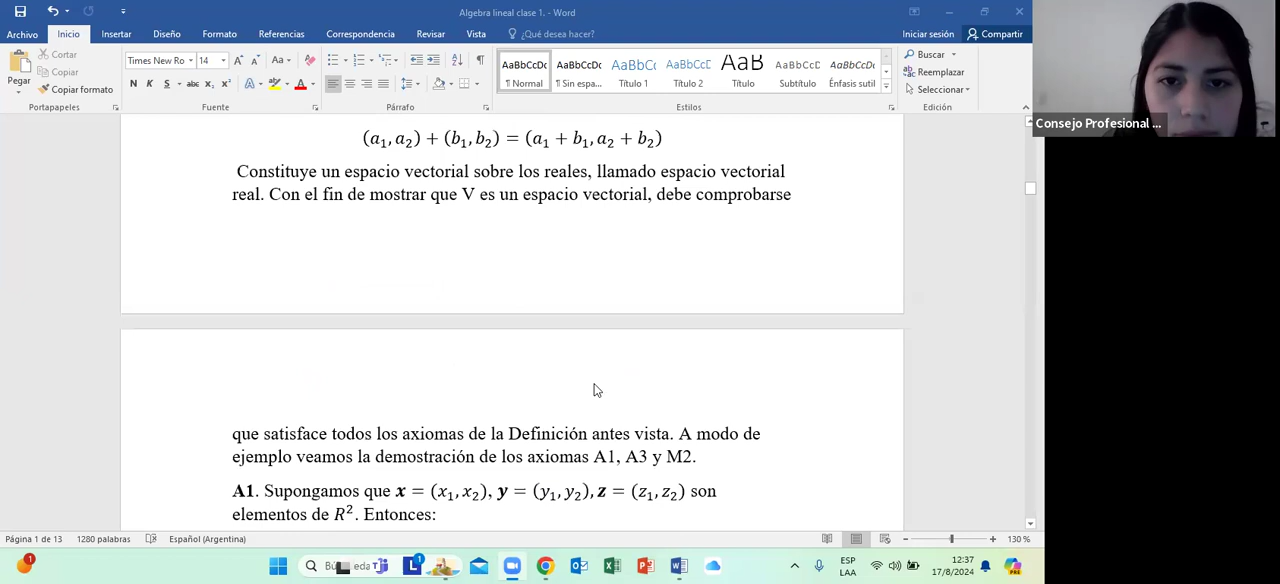 Algebra lineal clase 1. - Word
Archivo Inicio Insertar Diseño Formato Referencias Correspondencia Revisar Vista ¿Qué desea hacer? Iniciar sesión Compartir
Pegar
Cortar
Copiar
Copiar formato
Portapapeles
Times New Ro 14
N K S abc x₂ x²
Fuente
Párrafo
AaBbCcDc AaBbCcDc AaBbCc AaBbCcC AaB AaBbCcC AaBbCcDc
¶ Normal ¶ Sin espa... Título 1 Título 2 Título Subtítulo Énfasis sutil
Estilos
Buscar
Reemplazar
Seleccionar
Edición
Consejo Profesional ...
(a₁, a₂) + (b₁, b₂) = (a₁ + b₁, a₂ + b₂)
Constituye un espacio vectorial sobre los reales, llamado espacio vectorial
real. Con el fin de mostrar que V es un espacio vectorial, debe comprobarse
que satisface todos los axiomas de la Definición antes vista. A modo de
ejemplo veamos la demostración de los axiomas A1, A3 y M2.
A1. Supongamos que x = (x₁, x₂), y = (y₁, y₂), z = (z₁, z₂) son
elementos de R². Entonces:
Página 1 de 13 1280 palabras Español (Argentina) 130 %
ESP
LAA
12:37
17/8/2024